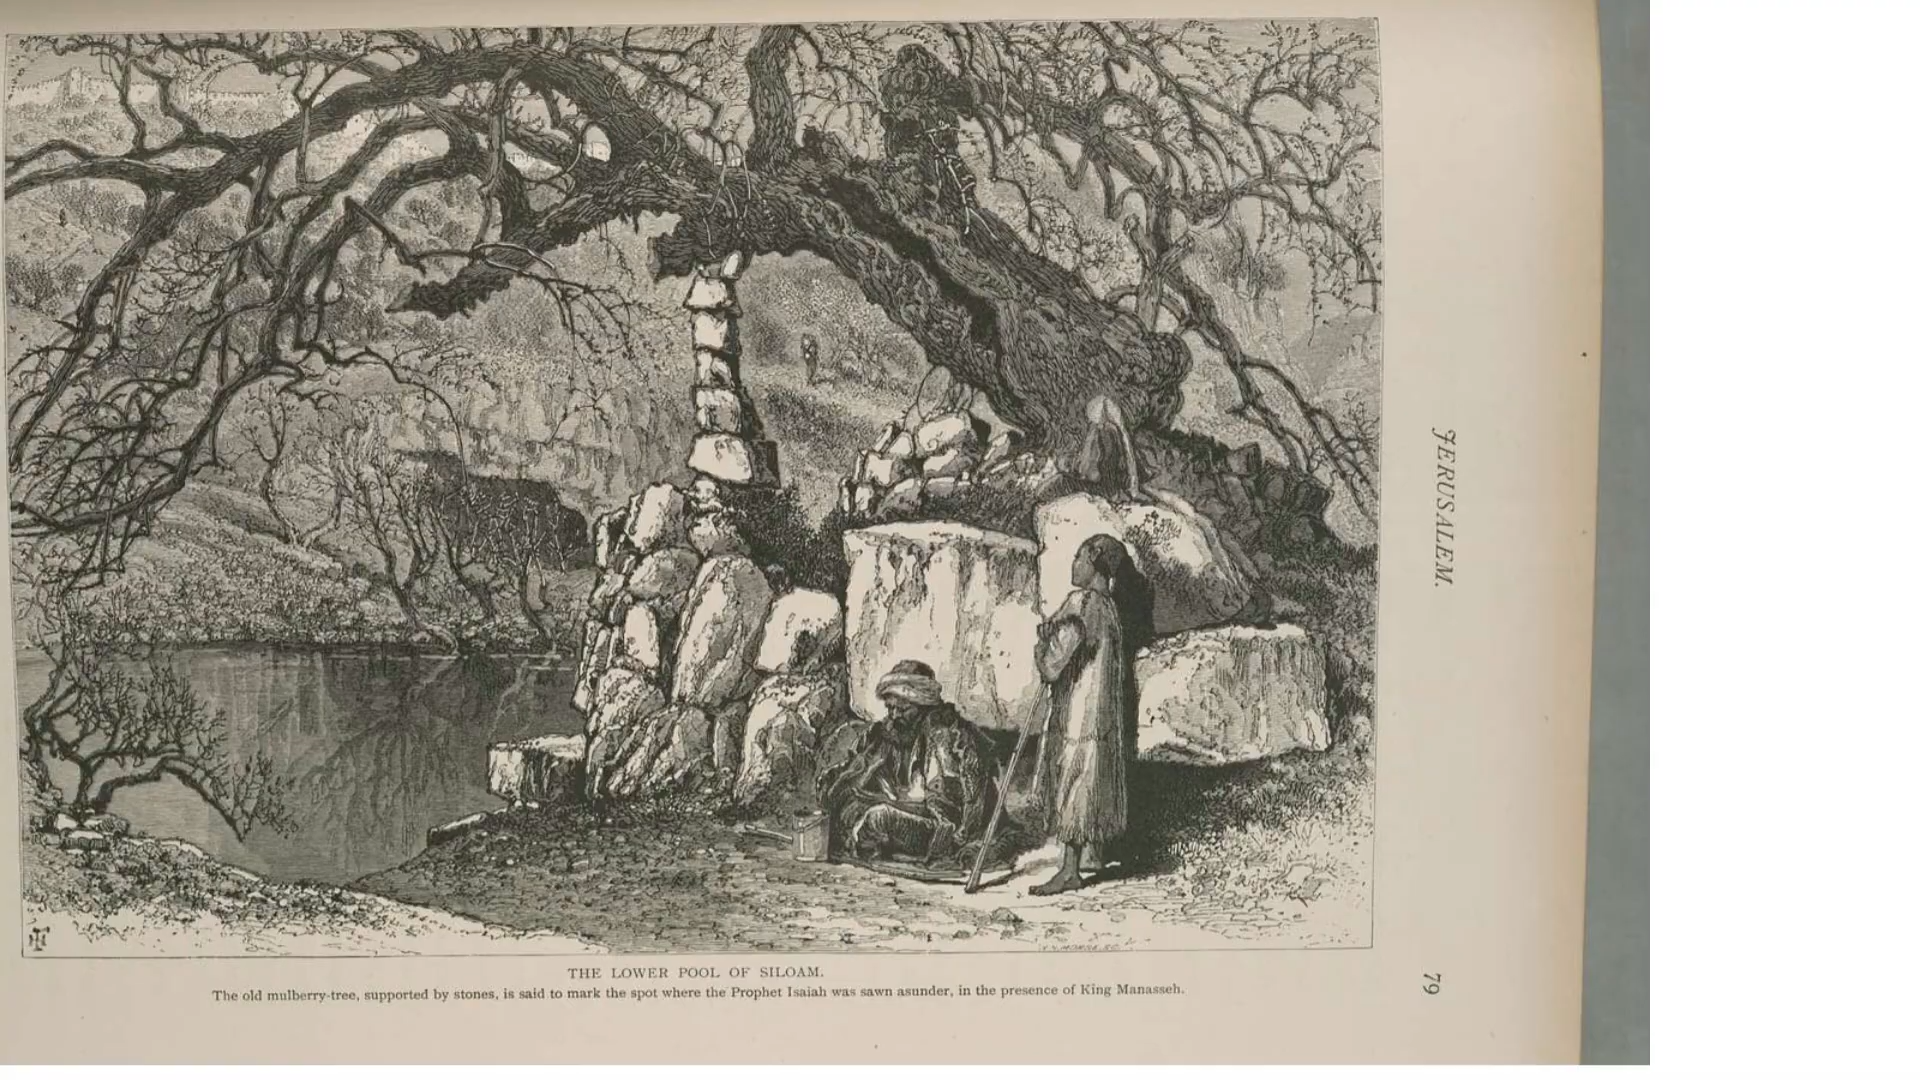 JERUSALEM.
79
THE LOWER POOL OF SILOAM.
The old mulberry-tree, supported by stones, is said to mark the spot where the Prophet Isaiah was sawn asunder, in the presence of King Manasseh.